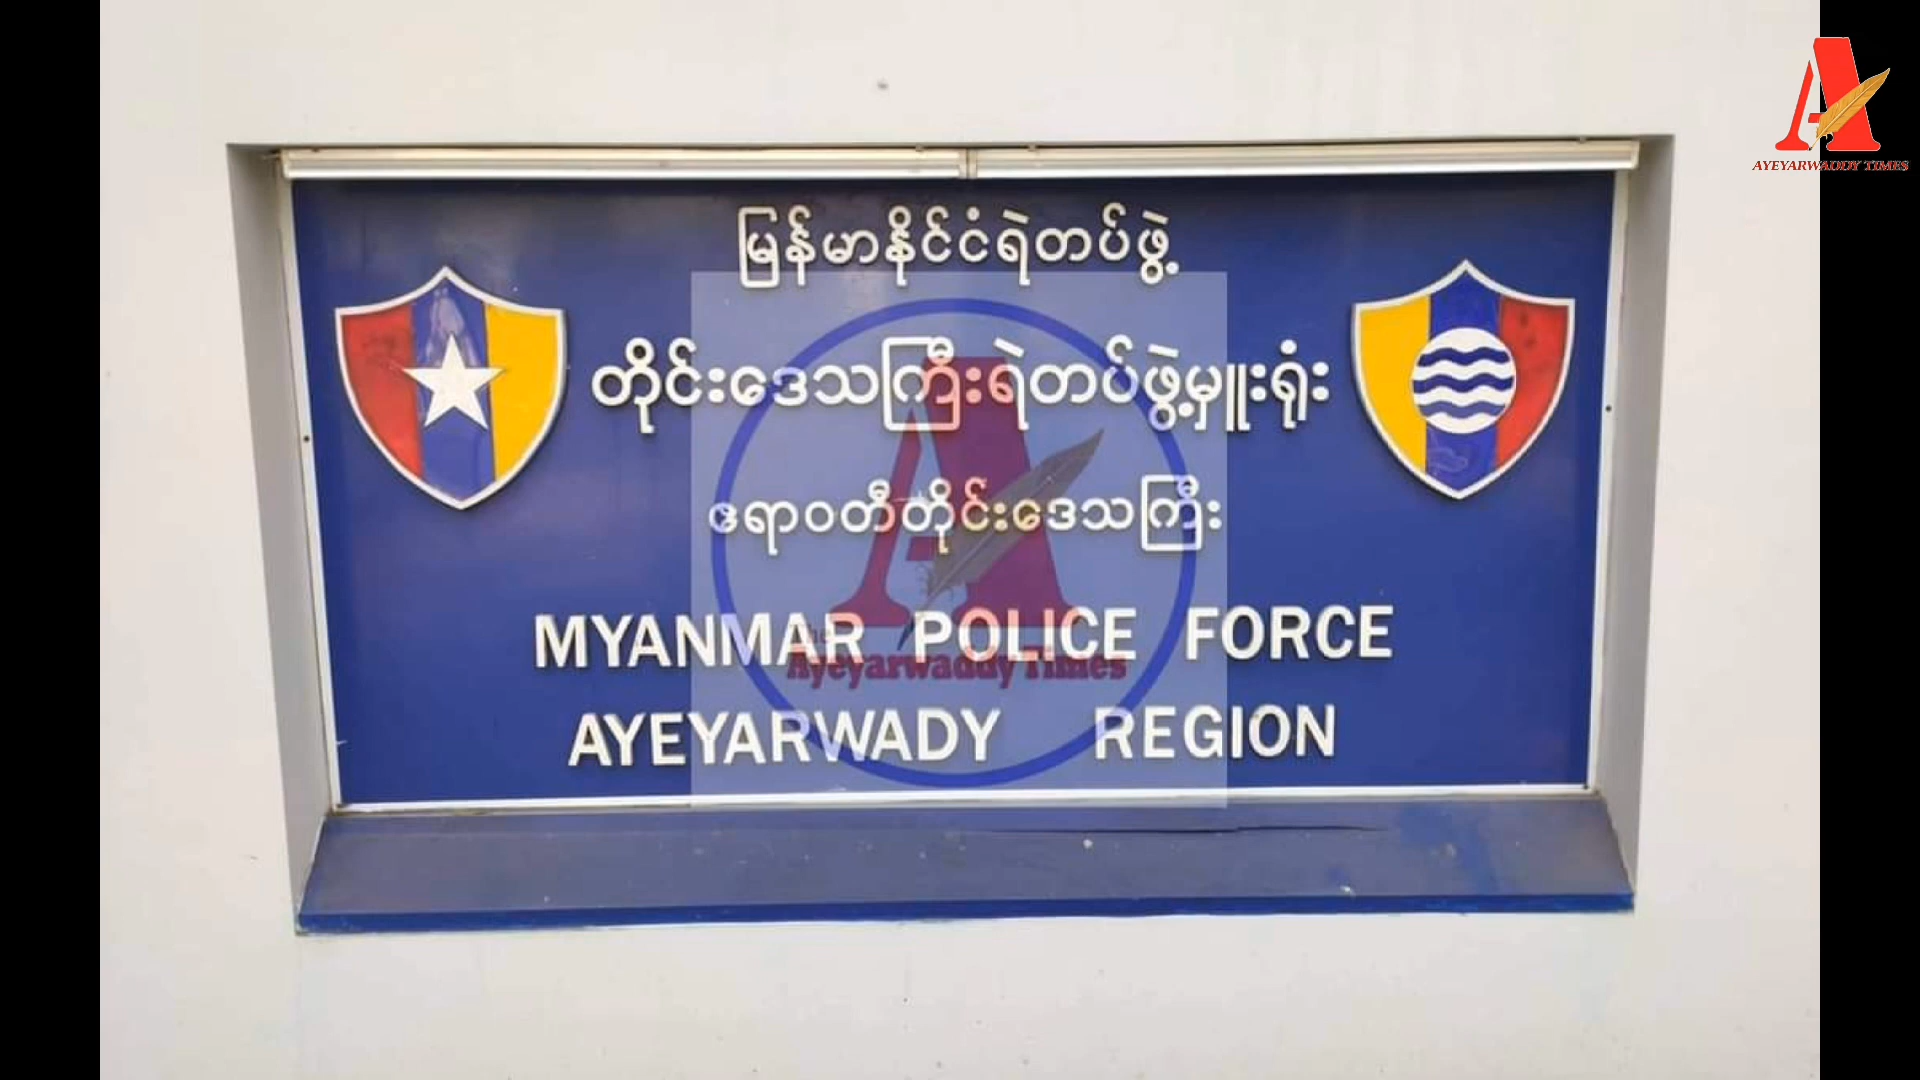 AYEYARWADDY TIMES
မြန်မာနိုင်ငံရဲတပ်ဖွဲ့
တိုင်းဒေသကြီးရဲတပ်ဖွဲ့မှူးရုံး
ဧရာဝတီတိုင်းဒေသကြီး
MYANMAR POLICE FORCE
The
Ayeyarwaddy Times
AYEYARWADY REGION